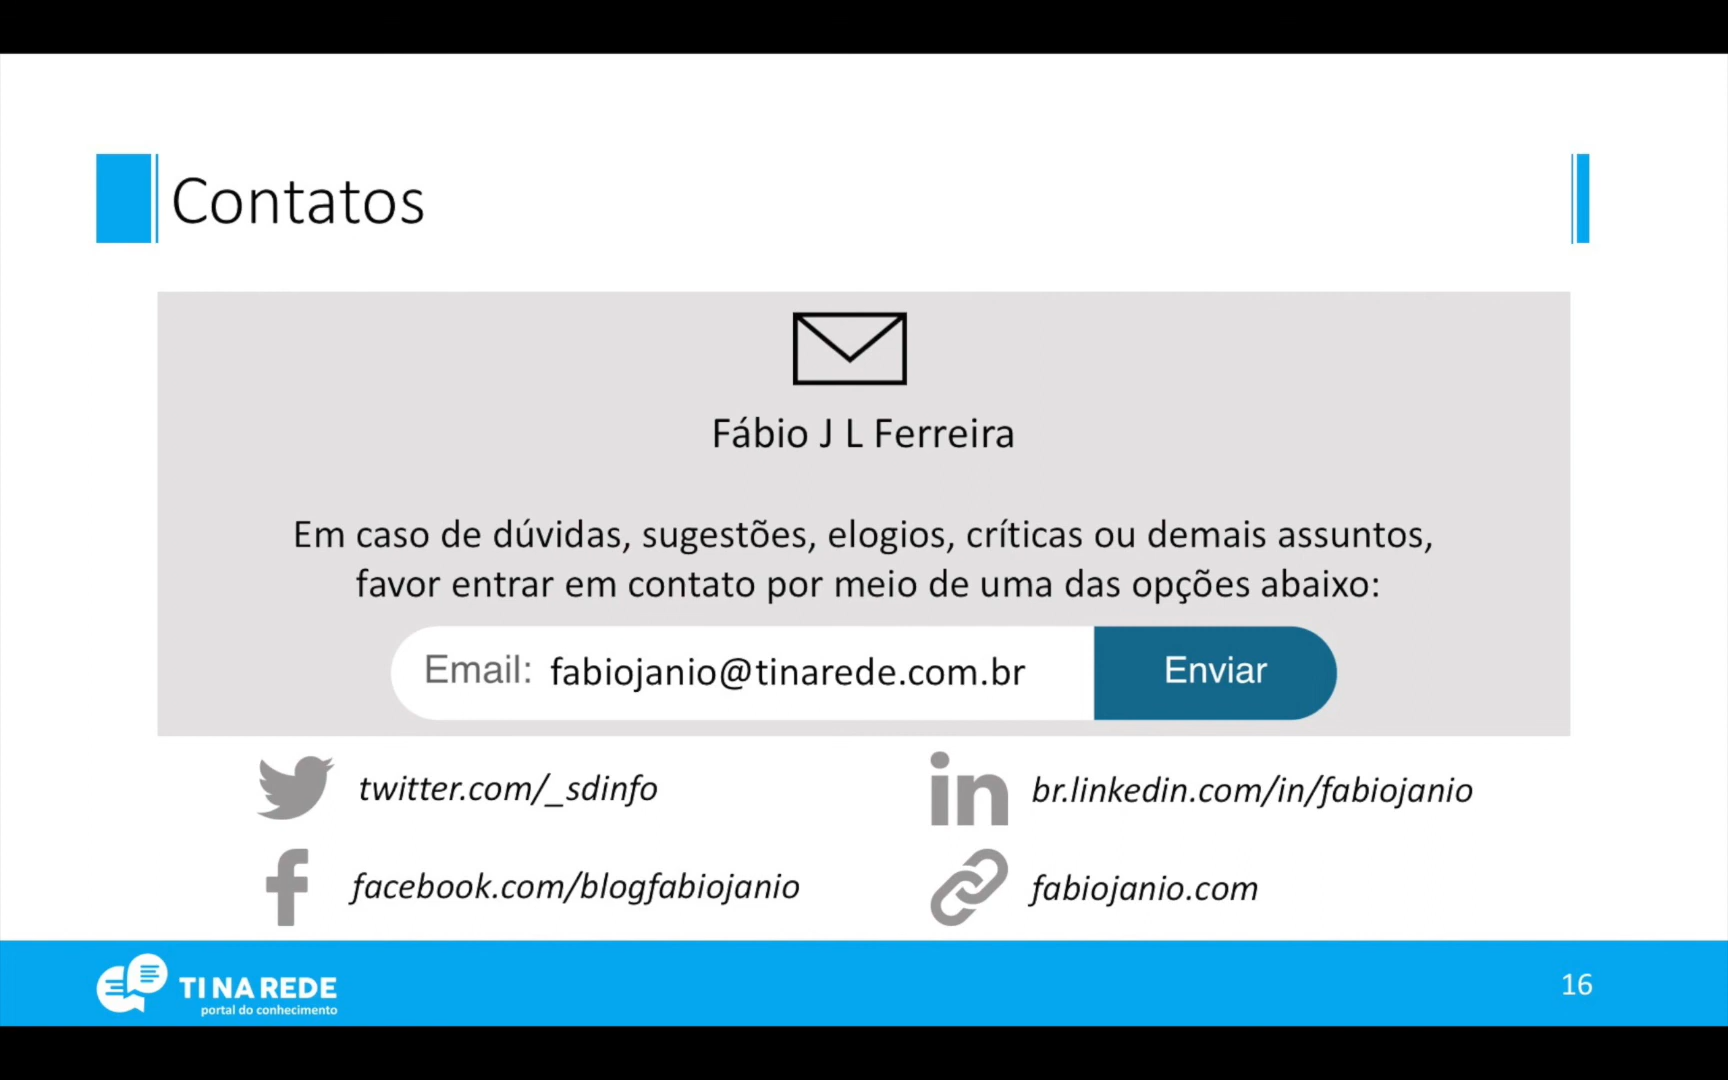 Contatos
Fábio J L Ferreira
Em caso de dúvidas, sugestões, elogios, críticas ou demais assuntos,
favor entrar em contato por meio de uma das opções abaixo:
Email: fabiojanio@tinarede.com.br Enviar
twitter.com/_sdinfo
in br.linkedin.com/in/fabiojanio
f facebook.com/blogfabiojanio
fabiojanio.com
TI NA REDE
portal do conhecimento
16